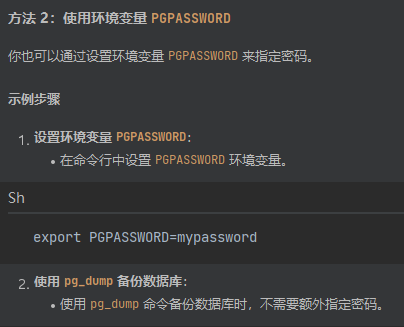 方法 2：使用环境变量 PGPASSWORD
你也可以通过设置环境变量 PGPASSWORD 来指定密码。
示例步骤
1. 设置环境变量 PGPASSWORD：
• 在命令行中设置 PGPASSWORD 环境变量。
Sh
export PGPASSWORD=mypassword
2. 使用 pg_dump 备份数据库：
• 使用 pg_dump 命令备份数据库时，不需要额外指定密码。